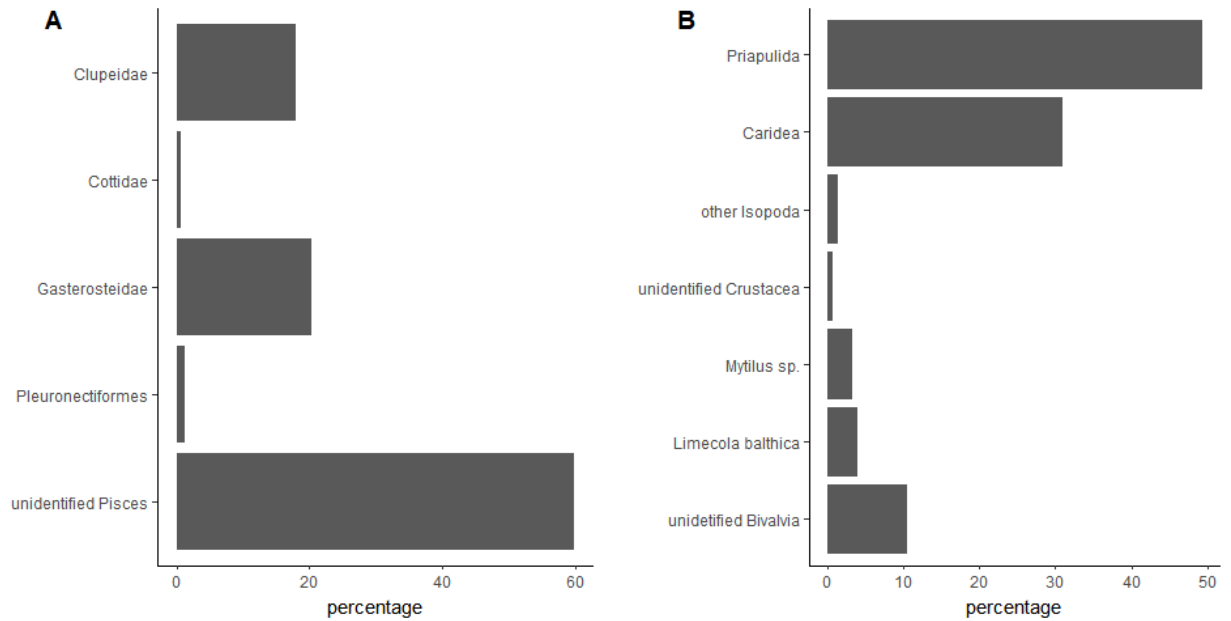 A
Clupeidae
Cottidae
Gasterosteidae
Pleuronectiformes
unidentified Pisces
0 20 40 60
percentage
B
Priapulida
Caridea
other Isopoda
unidentified Crustacea
Mytilus sp.
Limecola balthica
unidetified Bivalvia
0 10 20 30 40 50
percentage